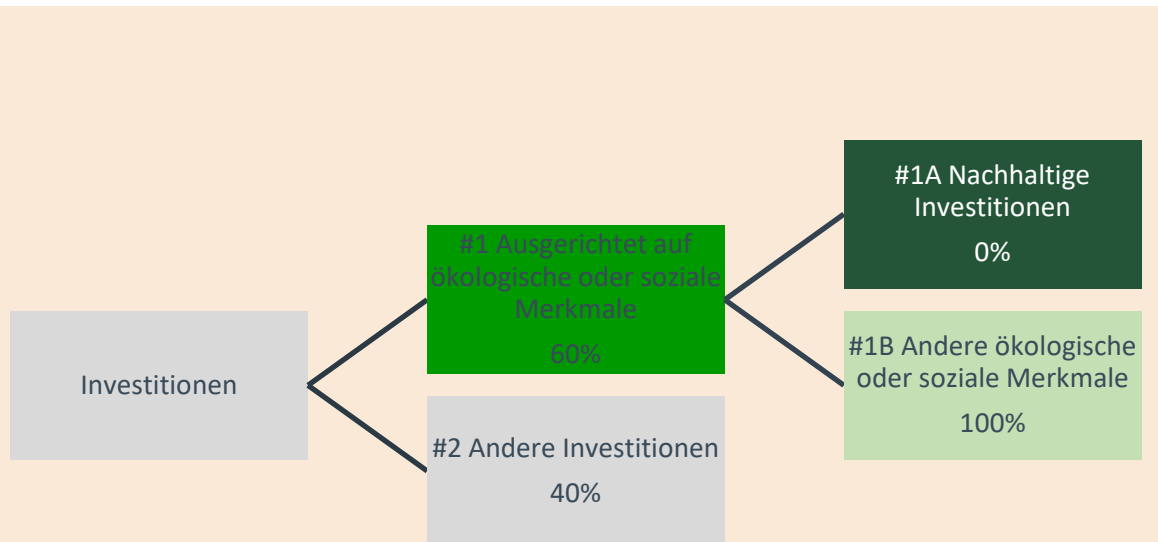 Investitionen
#1 Ausgerichtet auf
ökologische oder soziale
Merkmale
60%
#2 Andere Investitionen
40%
#1A Nachhaltige
Investitionen
0%
#1B Andere ökologische
oder soziale Merkmale
100%